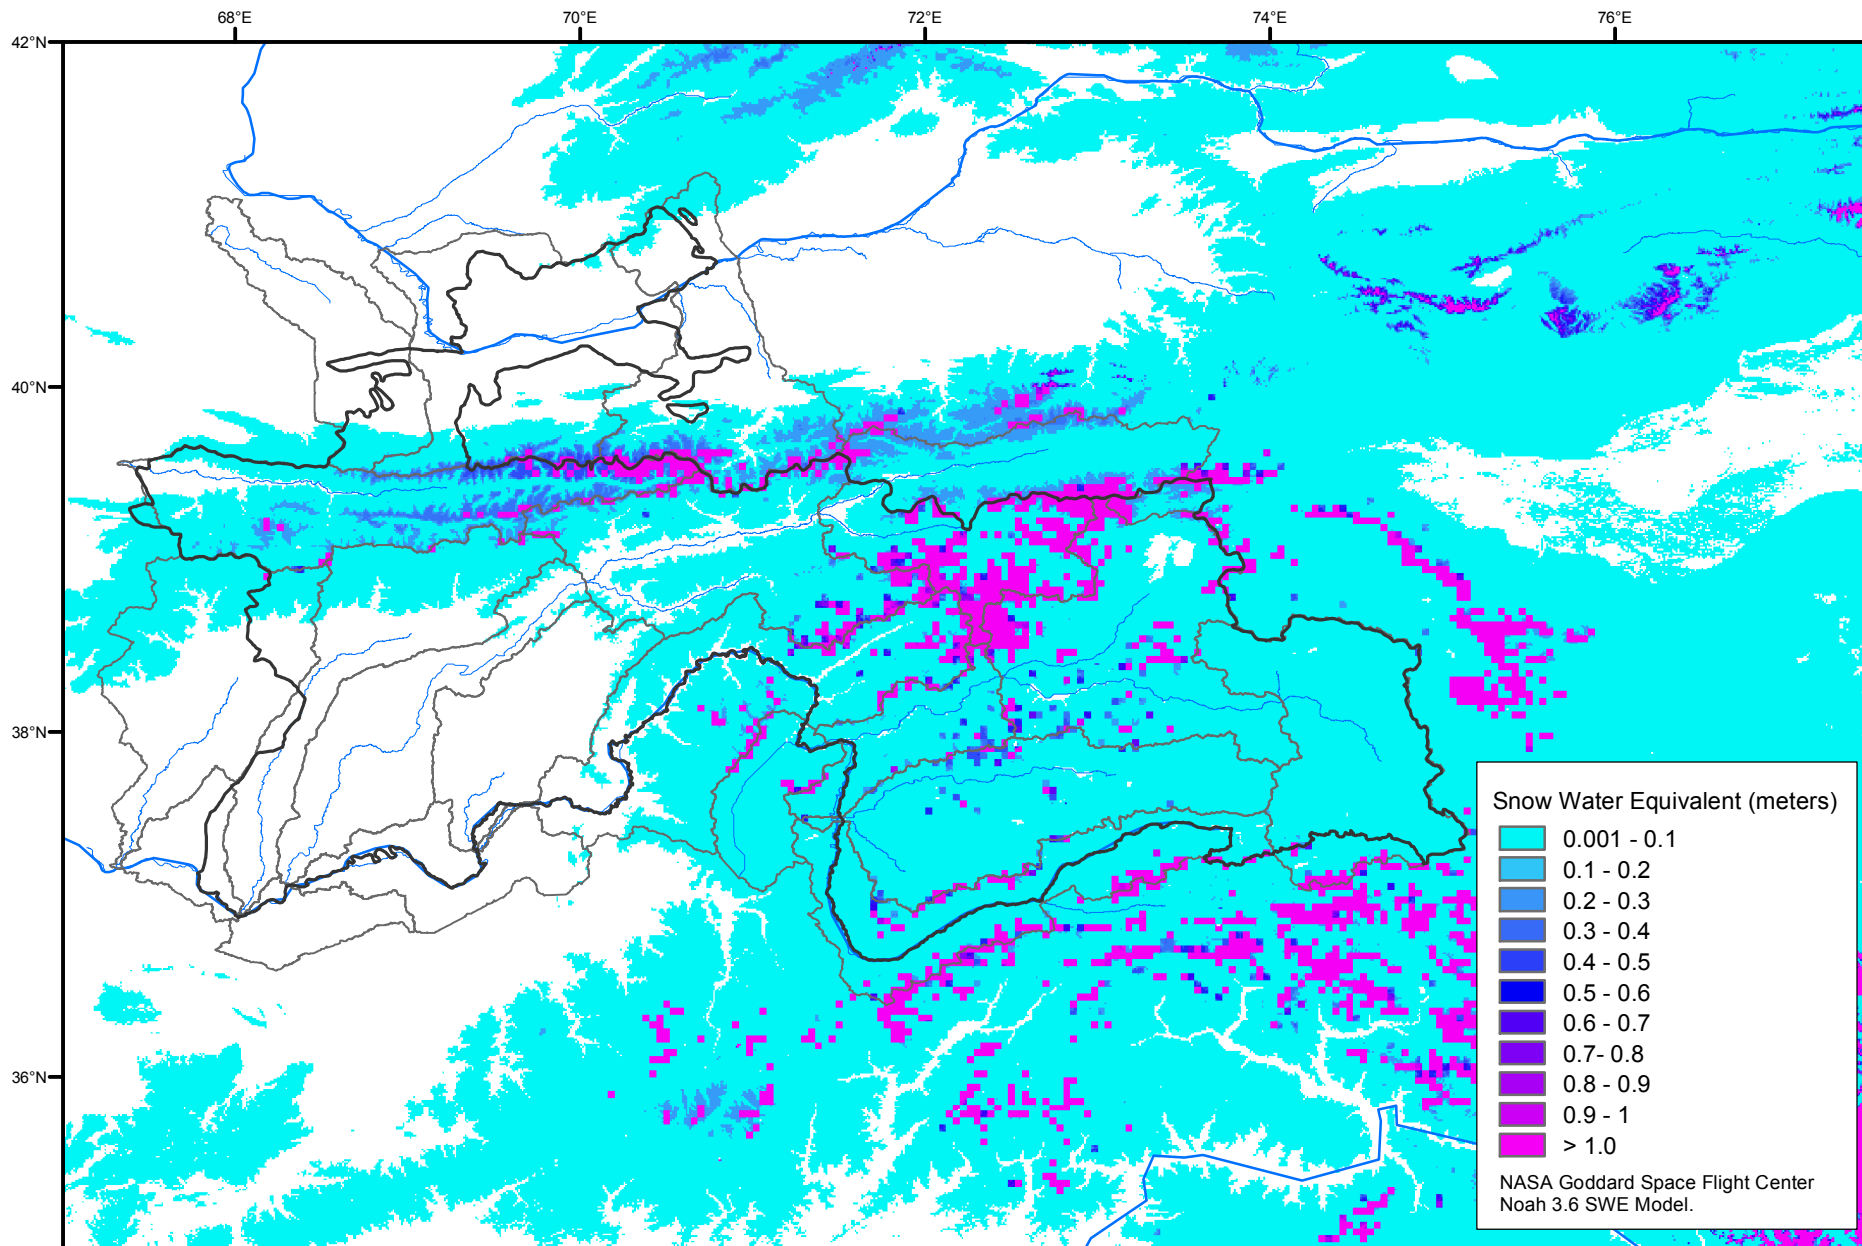 68°E 70°E 72°E 74°E 76°E
42°N
40°N
38°N
36°N
Snow Water Equivalent (meters)
0.001 - 0.1
0.1 - 0.2
0.2 - 0.3
0.3 - 0.4
0.4 - 0.5
0.5 - 0.6
0.6 - 0.7
0.7- 0.8
0.8 - 0.9
0.9 - 1
> 1.0
NASA Goddard Space Flight Center
Noah 3.6 SWE Model.